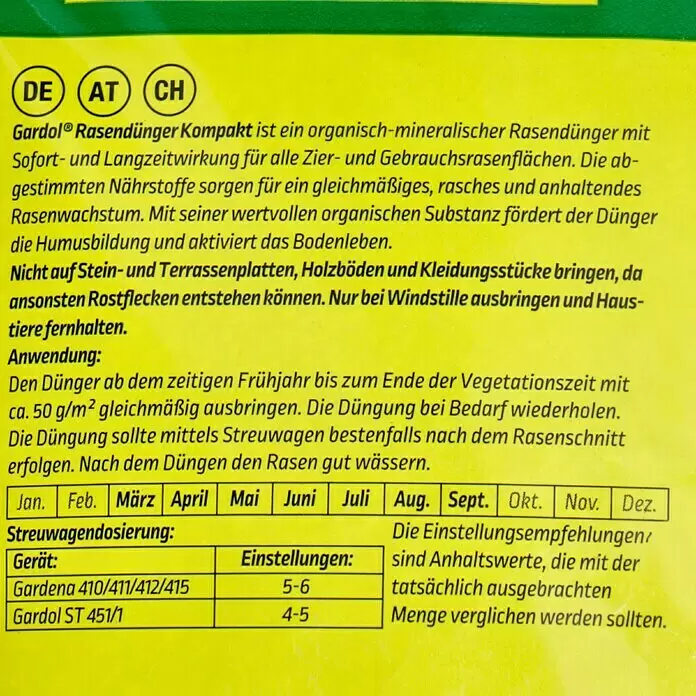 DE AT CH
Gardol® Rasendünger Kompakt ist ein organisch-mineralischer Rasendünger mit
Sofort- und Langzeitwirkung für alle Zier- und Gebrauchsrasenflächen. Die ab-
gestimmten Nährstoffe sorgen für ein gleichmäßiges, rasches und anhaltendes
Rasenwachstum. Mit seiner wertvollen organischen Substanz fördert der Dünger
die Humusbildung und aktiviert das Bodenleben.
Nicht auf Stein- und Terrassenplatten, Holzböden und Kleidungsstücke bringen, da
ansonsten Rostflecken entstehen können. Nur bei Windstille ausbringen und Haus-
tiere fernhalten.
Anwendung:
Den Dünger ab dem zeitigen Frühjahr bis zum Ende der Vegetationszeit mit
ca. 50 g/m² gleichmäßig ausbringen. Die Düngung bei Bedarf wiederholen.
Die Düngung sollte mittels Streuwagen bestenfalls nach dem Rasenschnitt
erfolgen. Nach dem Düngen den Rasen gut wässern.
Jan. Feb. März April Mai Juni Juli Aug. Sept. Okt. Nov. Dez.
Streuwagendosierung:
Gerät: Einstellungen:
Gardena 410/411/412/415 5-6
Gardol ST 451/1 4-5
Die Einstellungsempfehlungen
sind Anhaltswerte, die mit der
tatsächlich ausgebrachten
Menge verglichen werden sollten.